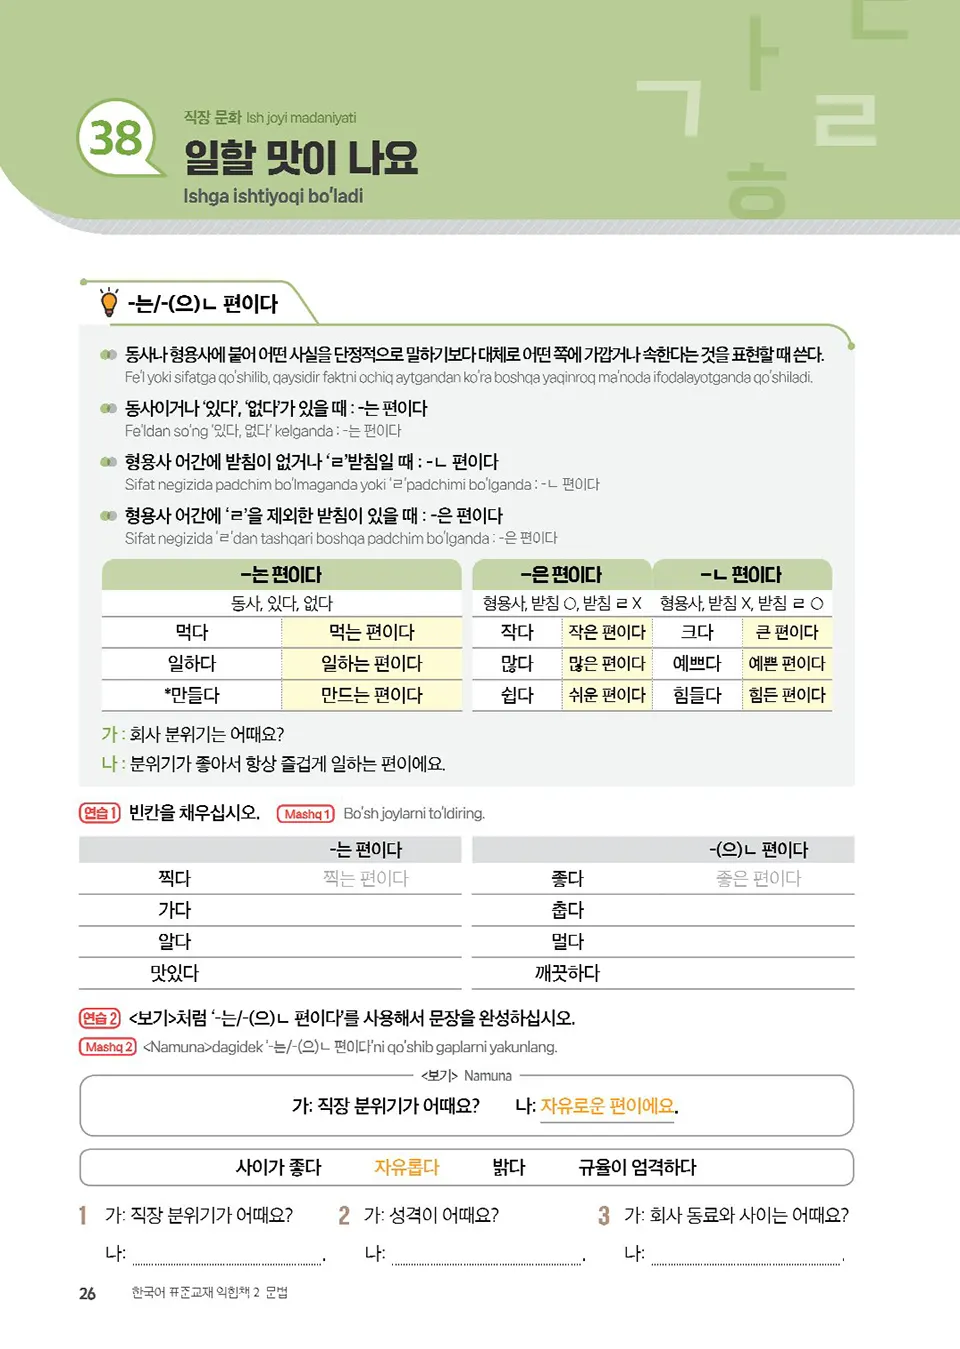 38
직장 문화 Ish joyi madaniyati
일할 맛이 나요
Ishga ishtiyoqi bo'ladi
ㄱ ㅏ ㄹ ㄷ ㅎ
-는/-(으)ㄴ 편이다
동사나 형용사에 붙어 어떤 사실을 단정적으로 말하기보다 대체로 어떤 쪽에 가깝거나 속한다는 것을 표현할 때 쓴다.
Fe'l yoki sifatga qo'shilib, qaysidir faktni ochiq aytgandan ko'ra boshqa yaqinroq ma'noda ifodalayotganda qo'shiladi.
동사이거나 '있다', '없다'가 있을 때 : -는 편이다
Fe'ldan so'ng '있다, 없다' kelganda : -는 편이다
형용사 어간에 받침이 없거나 'ㄹ'받침일 때 : -ㄴ 편이다
Sifat negizida padchim bo'lmaganda yoki 'ㄹ'padchimi bo'lganda : -ㄴ 편이다
형용사 어간에 'ㄹ'을 제외한 받침이 있을 때 : -은 편이다
Sifat negizida 'ㄹ'dan tashqari boshqa padchim bo'lganda : -은 편이다
-는 편이다 -은 편이다 -ㄴ 편이다
동사, 있다, 없다 형용사, 받침 O, 받침 ㄹ X 형용사, 받침 X, 받침 ㄹ O
먹다 먹는 편이다 작다 작은 편이다 크다 큰 편이다
일하다 일하는 편이다 많다 많은 편이다 예쁘다 예쁜 편이다
*만들다 만드는 편이다 쉽다 쉬운 편이다 힘들다 힘든 편이다
가 : 회사 분위기는 어때요?
나 : 분위기가 좋아서 항상 즐겁게 일하는 편이에요.
연습 1 빈칸을 채우십시오. Mashq 1 Bo'sh joylarni to'ldiring.
-는 편이다 -(으)ㄴ 편이다
찍다 찍는 편이다 좋다 좋은 편이다
가다 춥다
알다 멀다
맛있다 깨끗하다
연습 2 <보기>처럼 '-는/-(으)ㄴ 편이다'를 사용해서 문장을 완성하십시오.
Mashq 2 <Namuna>dagidek '-는/-(으)ㄴ 편이다'ni qo'shib gaplarni yakunlang.
<보기> Namuna
가: 직장 분위기가 어때요? 나: 자유로운 편이에요.
사이가 좋다 자유롭다 밝다 규율이 엄격하다
1 가: 직장 분위기가 어때요? 2 가: 성격이 어때요? 3 가: 회사 동료와 사이는 어때요?
나: . 나: . 나: .
26 한국어 표준교재 익힘책 2 문법